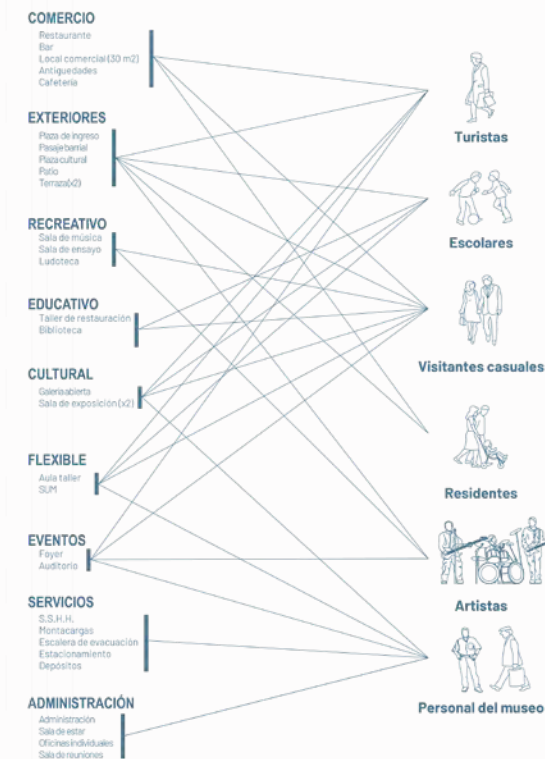 COMERCIO
Restaurante
Bar
Local comercial (30 m2)
Antiguedades
Cafetería
EXTERIORES
Plaza de ingreso
Pasaje barrial
Plaza cultural
Patio
Terraza(x2)
RECREATIVO
Sala de música
Sala de ensayo
Ludoteca
EDUCATIVO
Taller de restauración
Biblioteca
CULTURAL
Galería abierta
Sala de exposición (x2)
FLEXIBLE
Aula taller
SUM
EVENTOS
Foyer
Auditorio
SERVICIOS
S.S.H.H.
Montacargas
Escalera de evacuación
Estacionamiento
Depósitos
ADMINISTRACIÓN
Administración
Sala de estar
Oficinas individuales
Sala de reuniones
Turistas
Escolares
Visitantes casuales
Residentes
Artistas
Personal del museo